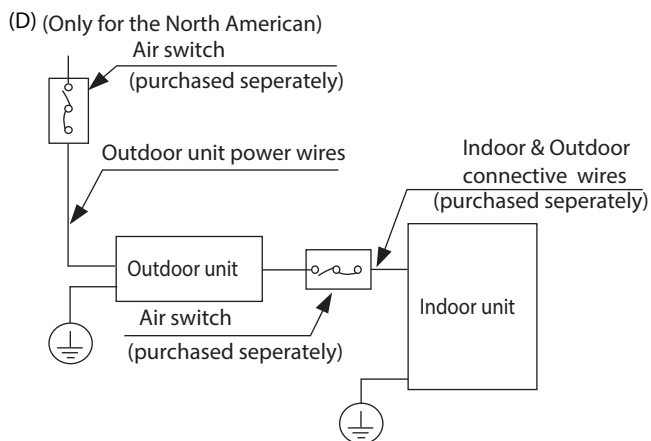 (D) (Only for the North American)
Air switch
(purchased seperately)
Outdoor unit power wires
Indoor & Outdoor
connective wires
(purchased seperately)
Outdoor unit
Indoor unit
Air switch
(purchased seperately)